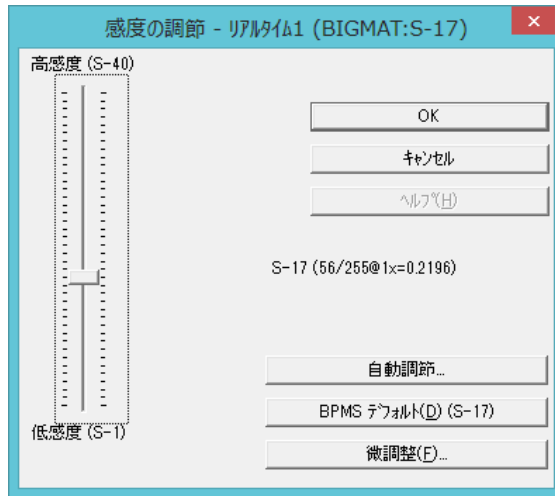 感度の調節 - ﾘｱﾙﾀｲﾑ1 (BIGMAT:S-17)
高感度 (S-40)
OK
ｷｬﾝｾﾙ
ﾍﾙﾌﾟ(H)
S-17 (56/255@1x=0.2196)
自動調節...
BPMS ﾃﾞﾌｫﾙﾄ(D) (S-17)
低感度 (S-1)
微調整(F)...